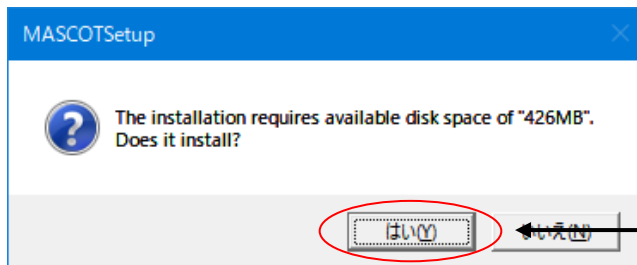 MASCOTSetup
The installation requires available disk space of "426MB".
Does it install?
はい(Y)
いいえ(N)